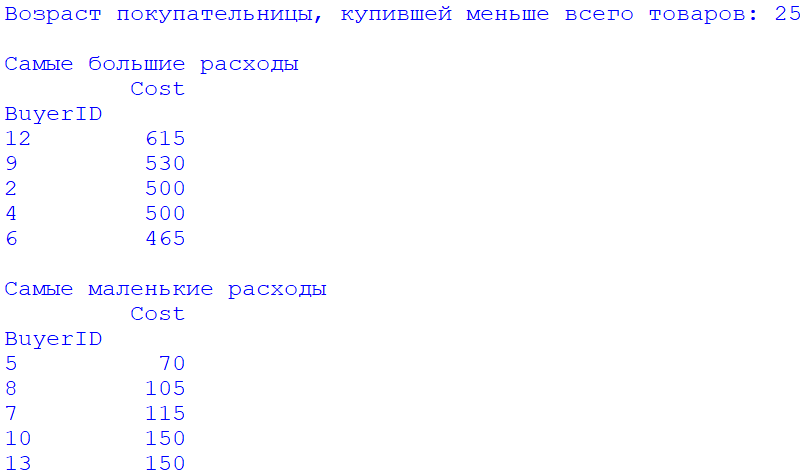 Возраст покупательницы, купившей меньше всего товаров: 25
Самые большие расходы
Cost
BuyerID
12 615
9 530
2 500
4 500
6 465
Самые маленькие расходы
Cost
BuyerID
5 70
8 105
7 115
10 150
13 150